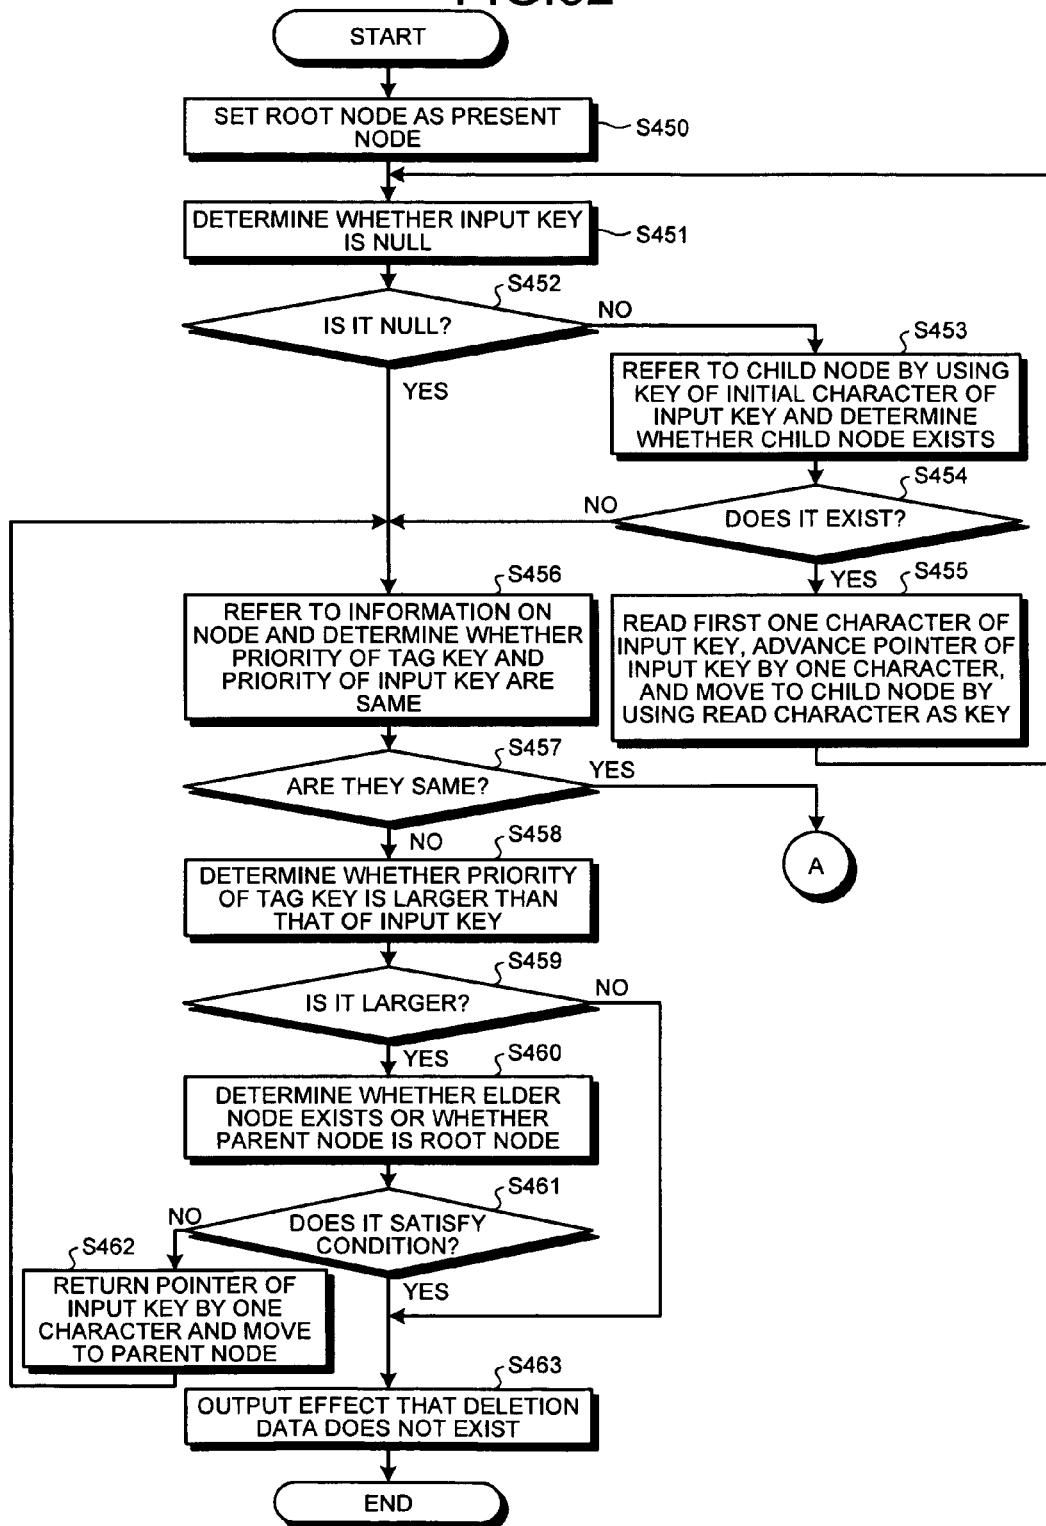 START
SET ROOT NODE AS PRESENT
NODE
S450
DETERMINE WHETHER INPUT KEY
IS NULL
S451
S452
IS IT NULL?
NO
YES
S453
REFER TO CHILD NODE BY USING
KEY OF INITIAL CHARACTER OF
INPUT KEY AND DETERMINE
WHETHER CHILD NODE EXISTS
S454
NO
DOES IT EXIST?
YES
S455
READ FIRST ONE CHARACTER OF
INPUT KEY, ADVANCE POINTER OF
INPUT KEY BY ONE CHARACTER,
AND MOVE TO CHILD NODE BY
USING READ CHARACTER AS KEY
S456
REFER TO INFORMATION ON
NODE AND DETERMINE WHETHER
PRIORITY OF TAG KEY AND
PRIORITY OF INPUT KEY ARE
SAME
S457
ARE THEY SAME?
YES
NO
A
S458
DETERMINE WHETHER PRIORITY
OF TAG KEY IS LARGER THAN
THAT OF INPUT KEY
S459
IS IT LARGER?
NO
YES
S460
DETERMINE WHETHER ELDER
NODE EXISTS OR WHETHER
PARENT NODE IS ROOT NODE
S461
NO
DOES IT SATISFY
CONDITION?
YES
S462
RETURN POINTER OF
INPUT KEY BY ONE
CHARACTER AND MOVE
TO PARENT NODE
S463
OUTPUT EFFECT THAT DELETION
DATA DOES NOT EXIST
END